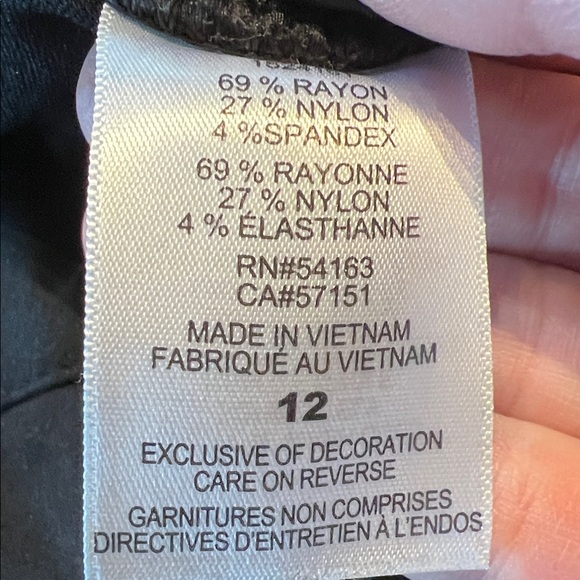 69 % RAYON
27 % NYLON
4 %SPANDEX
69 % RAYONNE
27 % NYLON
4 % ÉLASTHANNE
RN#54163
CA#57151
MADE IN VIETNAM
FABRIQUÉ AU VIETNAM
12
EXCLUSIVE OF DECORATION
CARE ON REVERSE
GARNITURES NON COMPRISES
DIRECTIVES D'ENTRETIEN À L'ENDOS